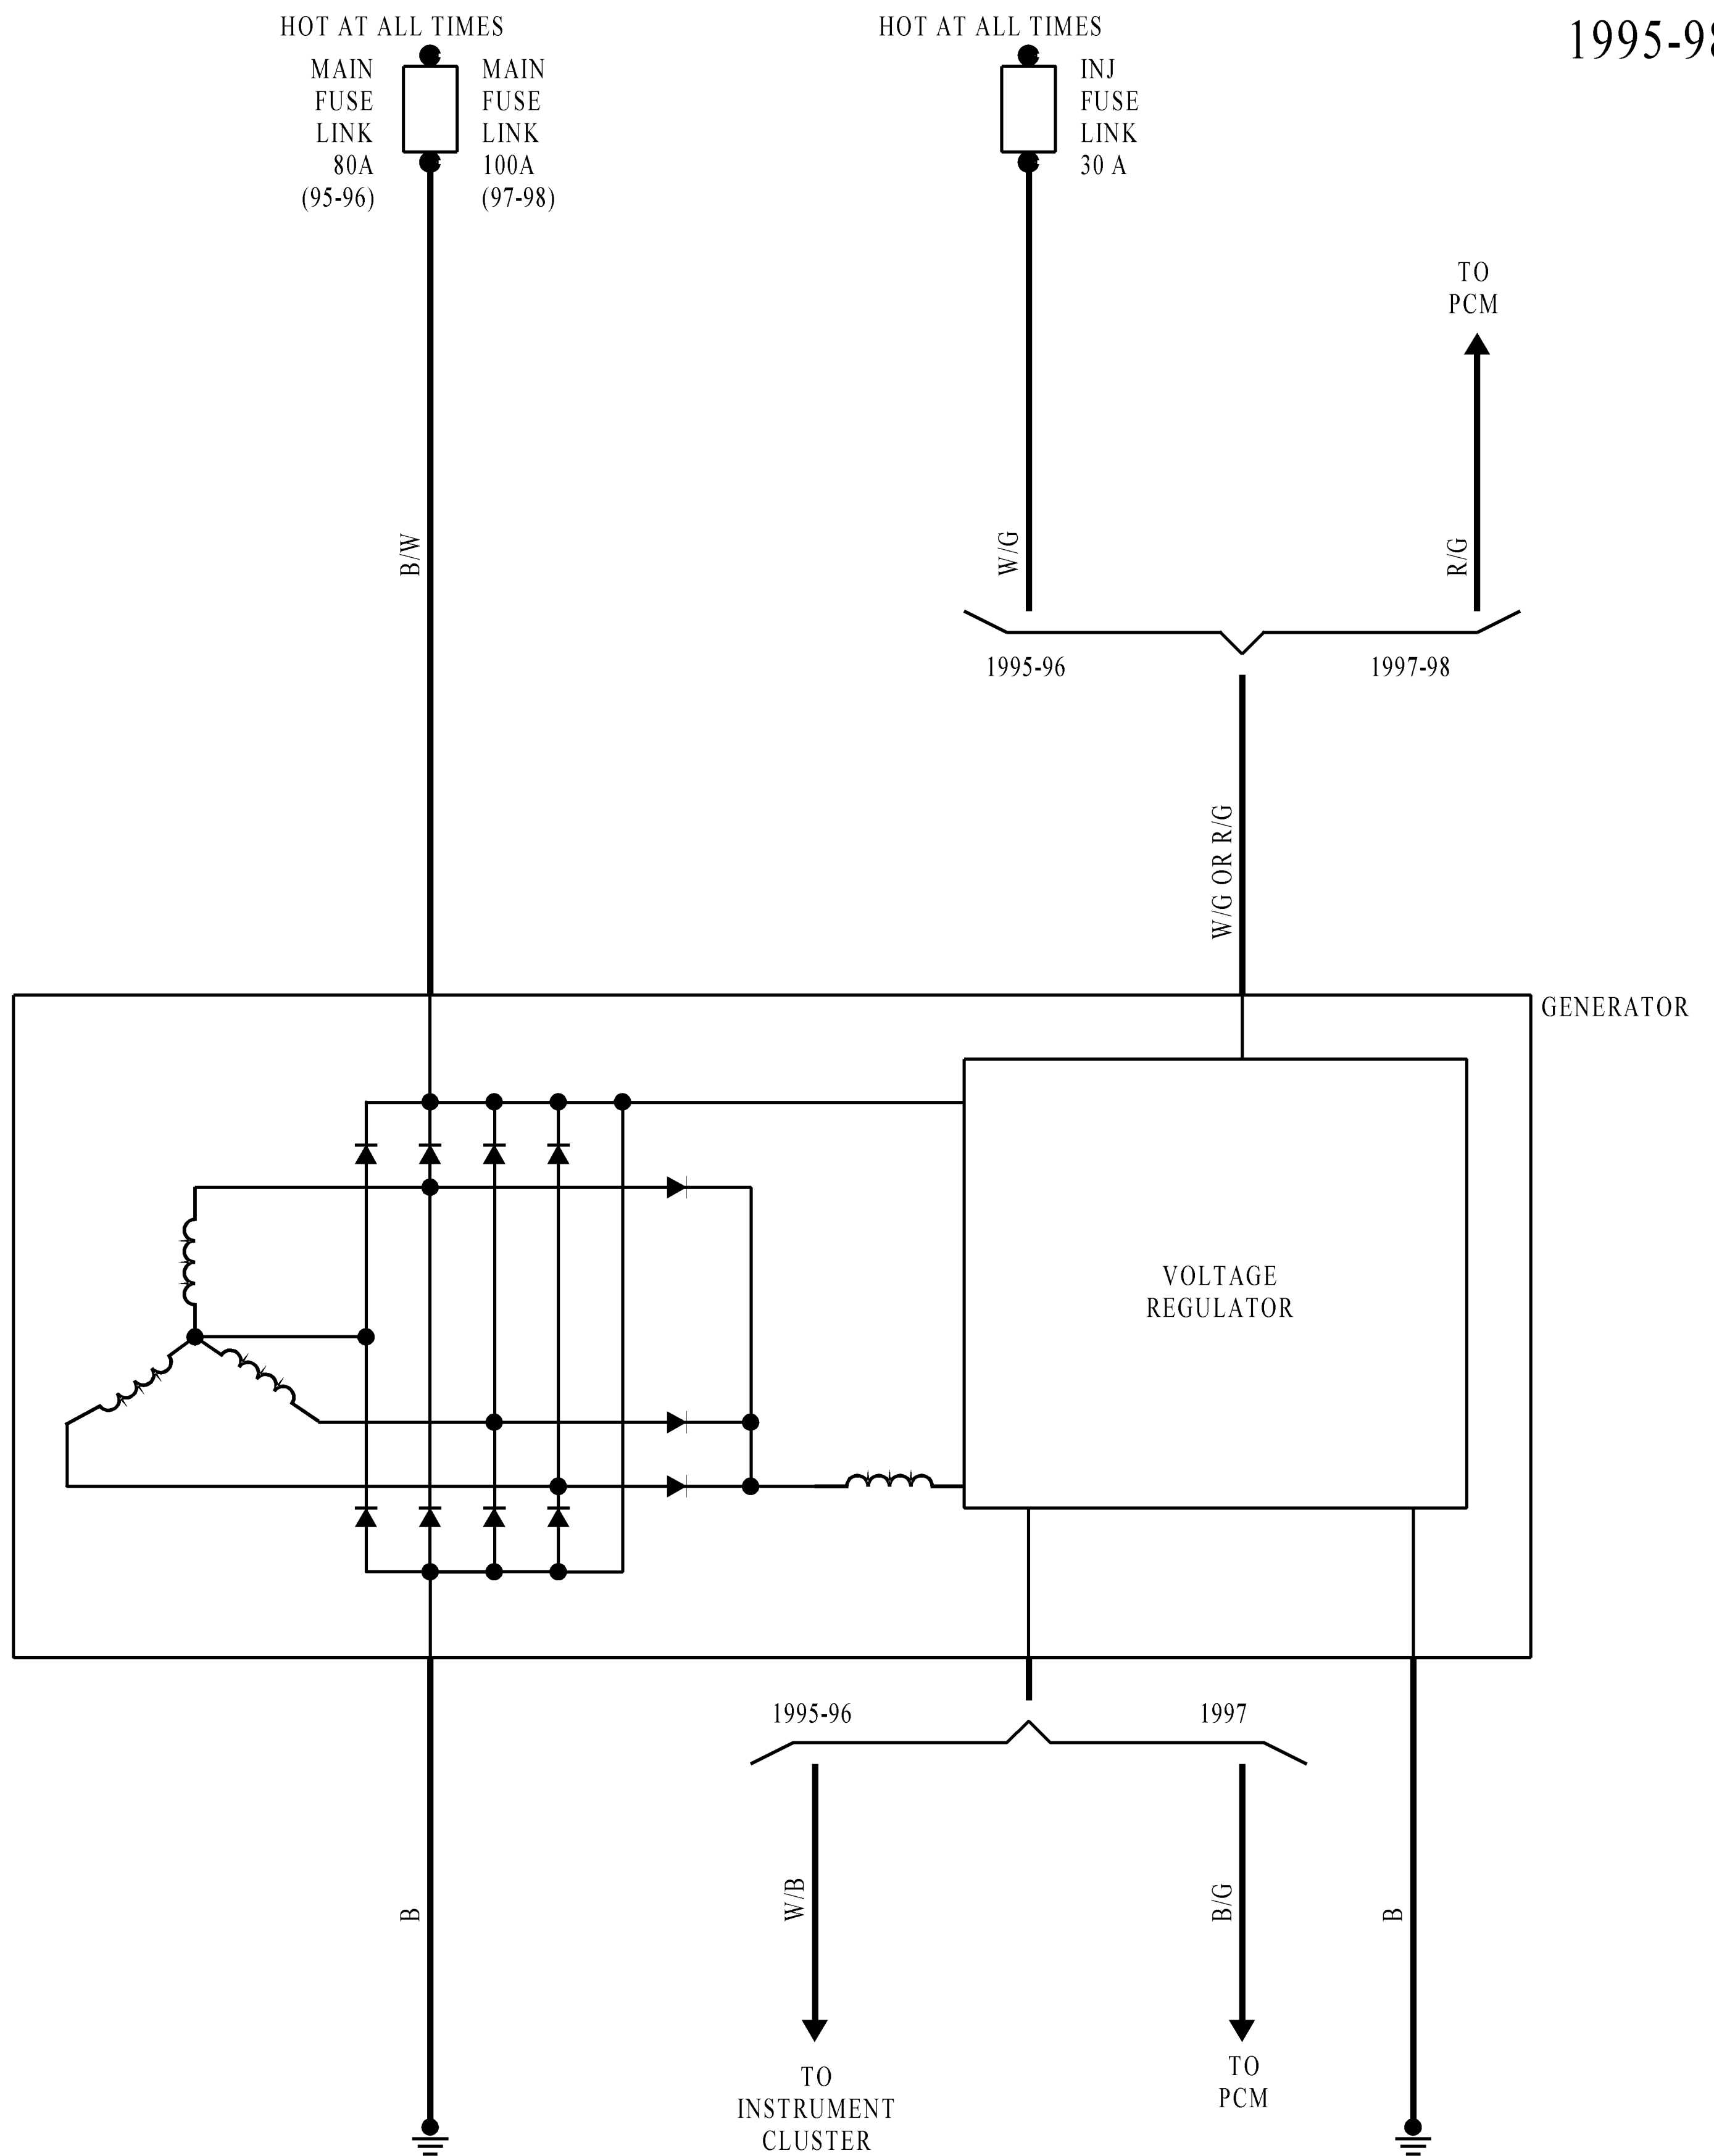 HOT AT ALL TIMES
MAIN
FUSE
LINK
80A
(95-96)
MAIN
FUSE
LINK
100A
(97-98)
HOT AT ALL TIMES
INJ
FUSE
LINK
30 A
1995-98
TO
PCM
B/W
W/G
R/G
1995-96
1997-98
W/G OR R/G
GENERATOR
VOLTAGE
REGULATOR
1995-96
1997
B
W/B
B/G
B
TO
INSTRUMENT
CLUSTER
TO
PCM